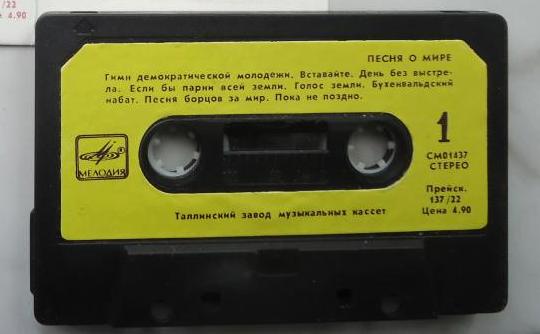 /22
4.90
ПЕСНЯ О МИРЕ
Гимн демократической молодежи. Вставайте. День без выстре-
ла. Если бы парни всей земли. Голос земли. Бухенвальдский
набат. Песня борцов за мир. Пока не поздно.
1
СМ01437
СТЕРЕО
МЕЛОДИЯ
Прейск.
137/22
Цена 4.90
Таллинский завод музыкальных кассет